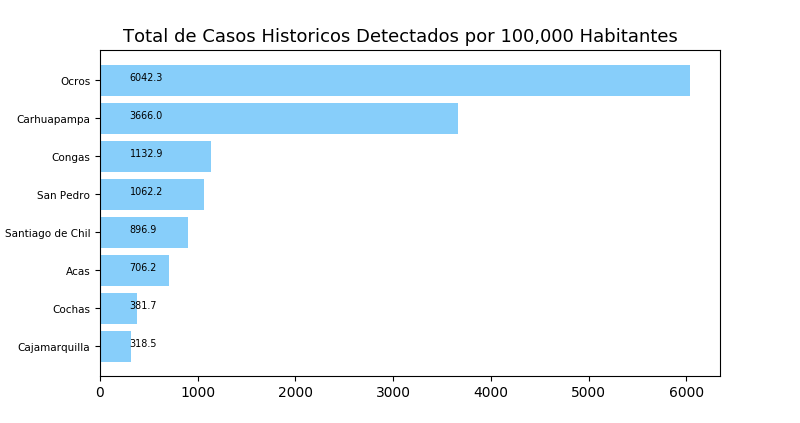 Total de Casos Historicos Detectados por 100,000 Habitantes
Ocros 6042.3
Carhuapampa 3666.0
Congas 1132.9
San Pedro 1062.2
Santiago de Chil 896.9
Acas 706.2
Cochas 381.7
Cajamarquilla 318.5
0 1000 2000 3000 4000 5000 6000